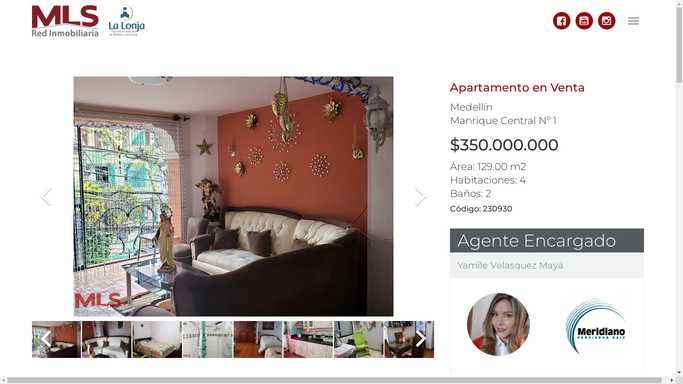 MLS
Red Inmobiliaria
La Lonja
Apartamento en Venta
Medellín
Manrique Central Nº 1
$350.000.000
Área: 129.00 m2
Habitaciones: 4
Baños: 2
Código: 230930
MLS
Agente Encargado
Yamile Velasquez Maya
Meridiano